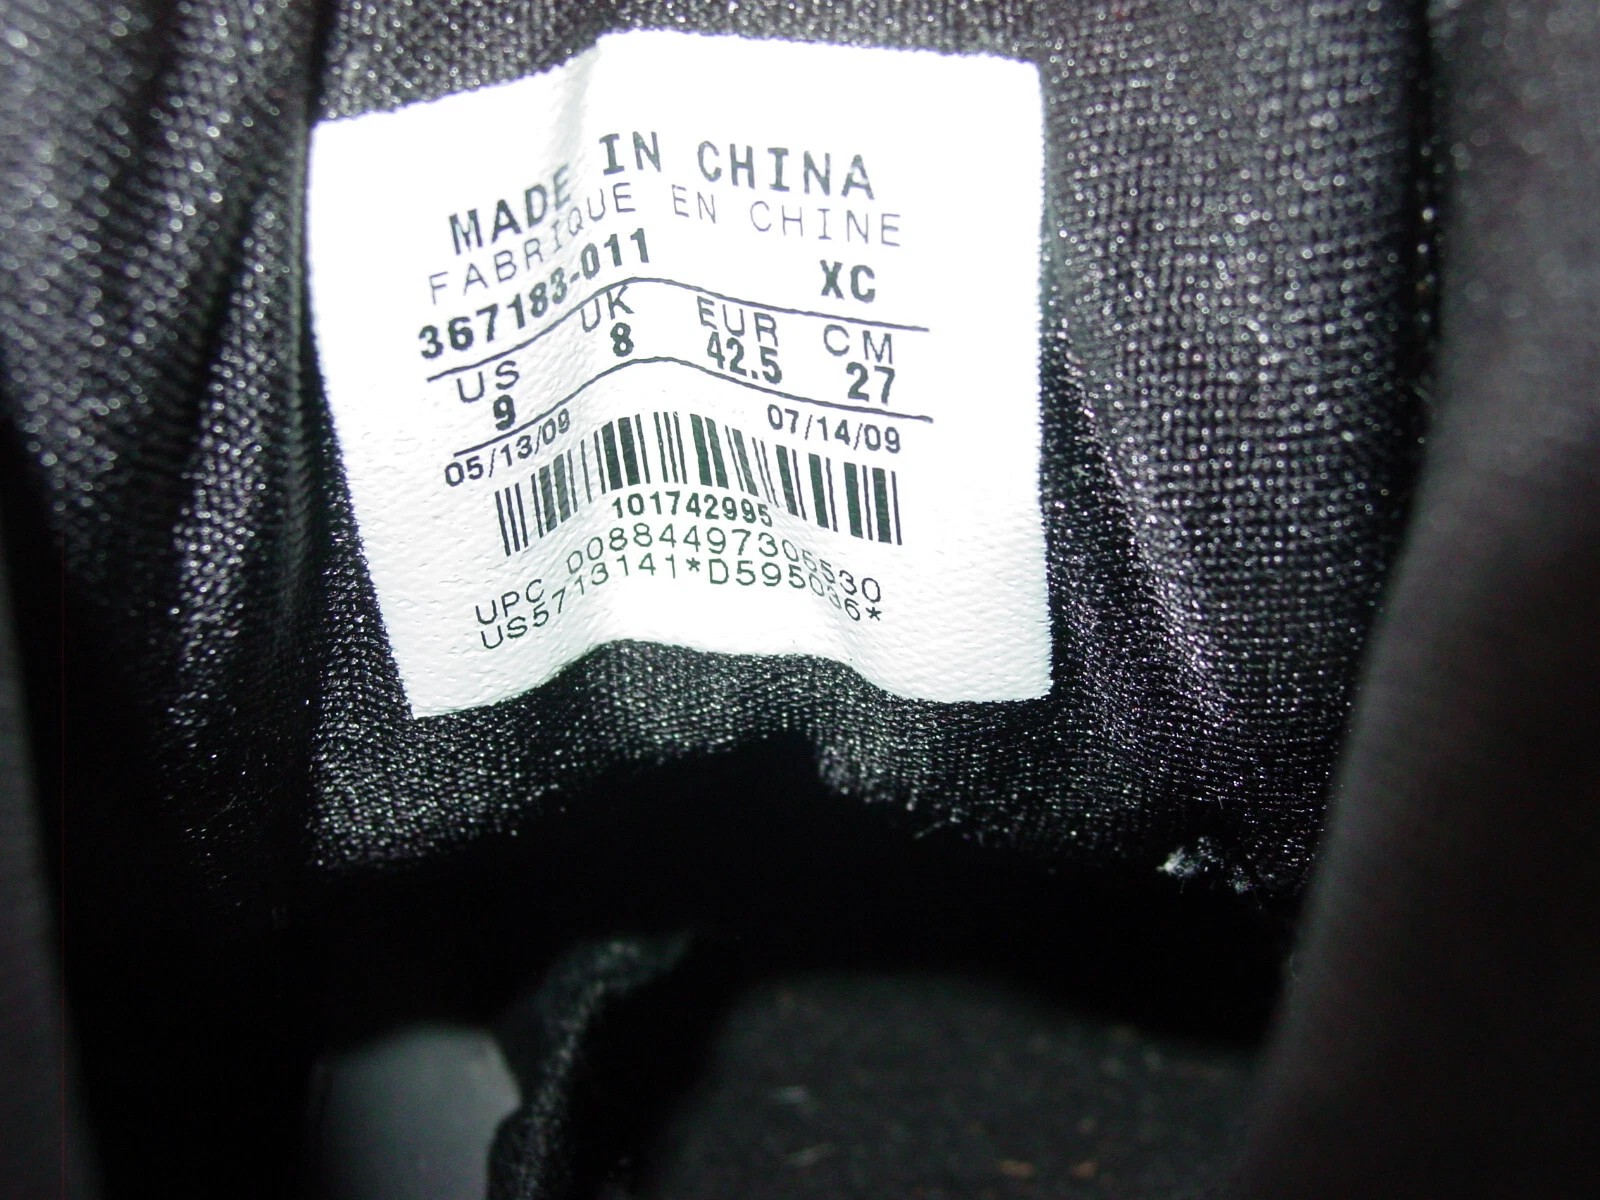 MADE IN CHINA
FABRIQUE EN CHINE
367183-011 XC
US UK EUR CM
9 8 42.5 27
05/13/09 07/14/09
101742995
UPC 00884497305530
US5713141*D595036*